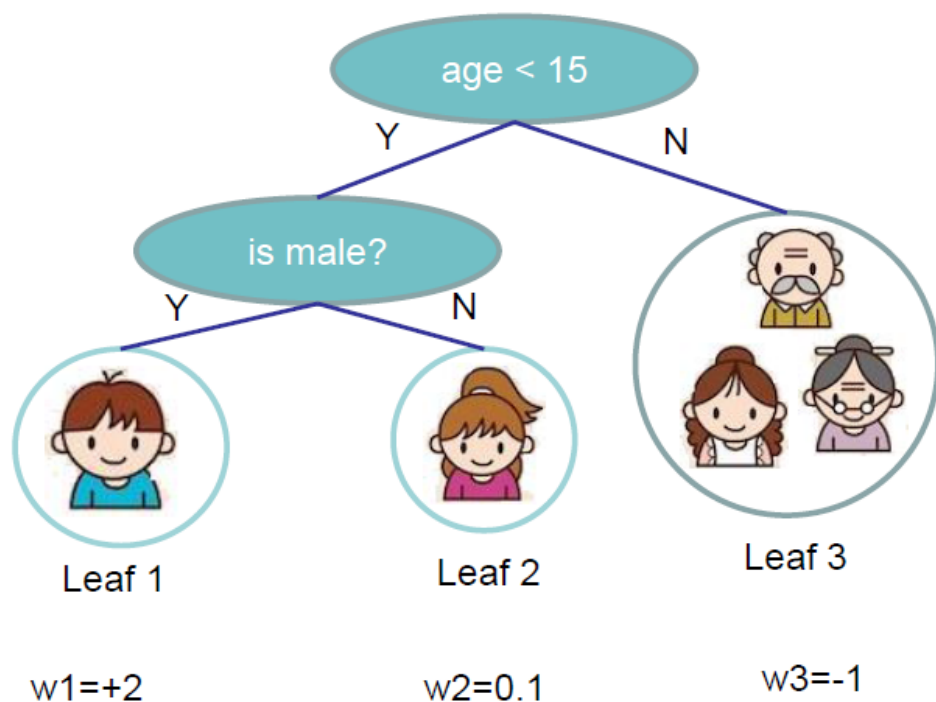 age < 15
Y
N
is male?
Y
N
Leaf 1
Leaf 2
Leaf 3
w1=+2
w2=0.1
w3=-1